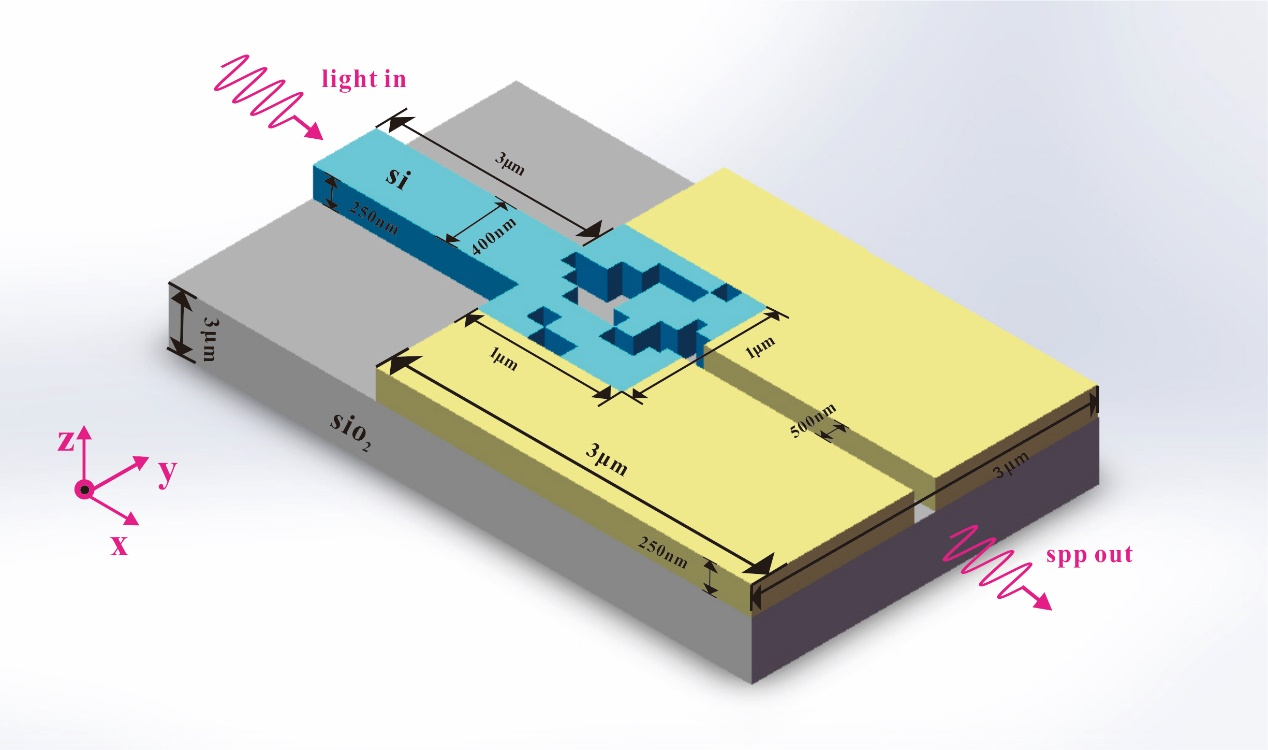 light in
3μm
si
250nm
400nm
3μm
1μm
1μm
sio2
500nm
3μm
3μm
250nm
spp out
z
y
x